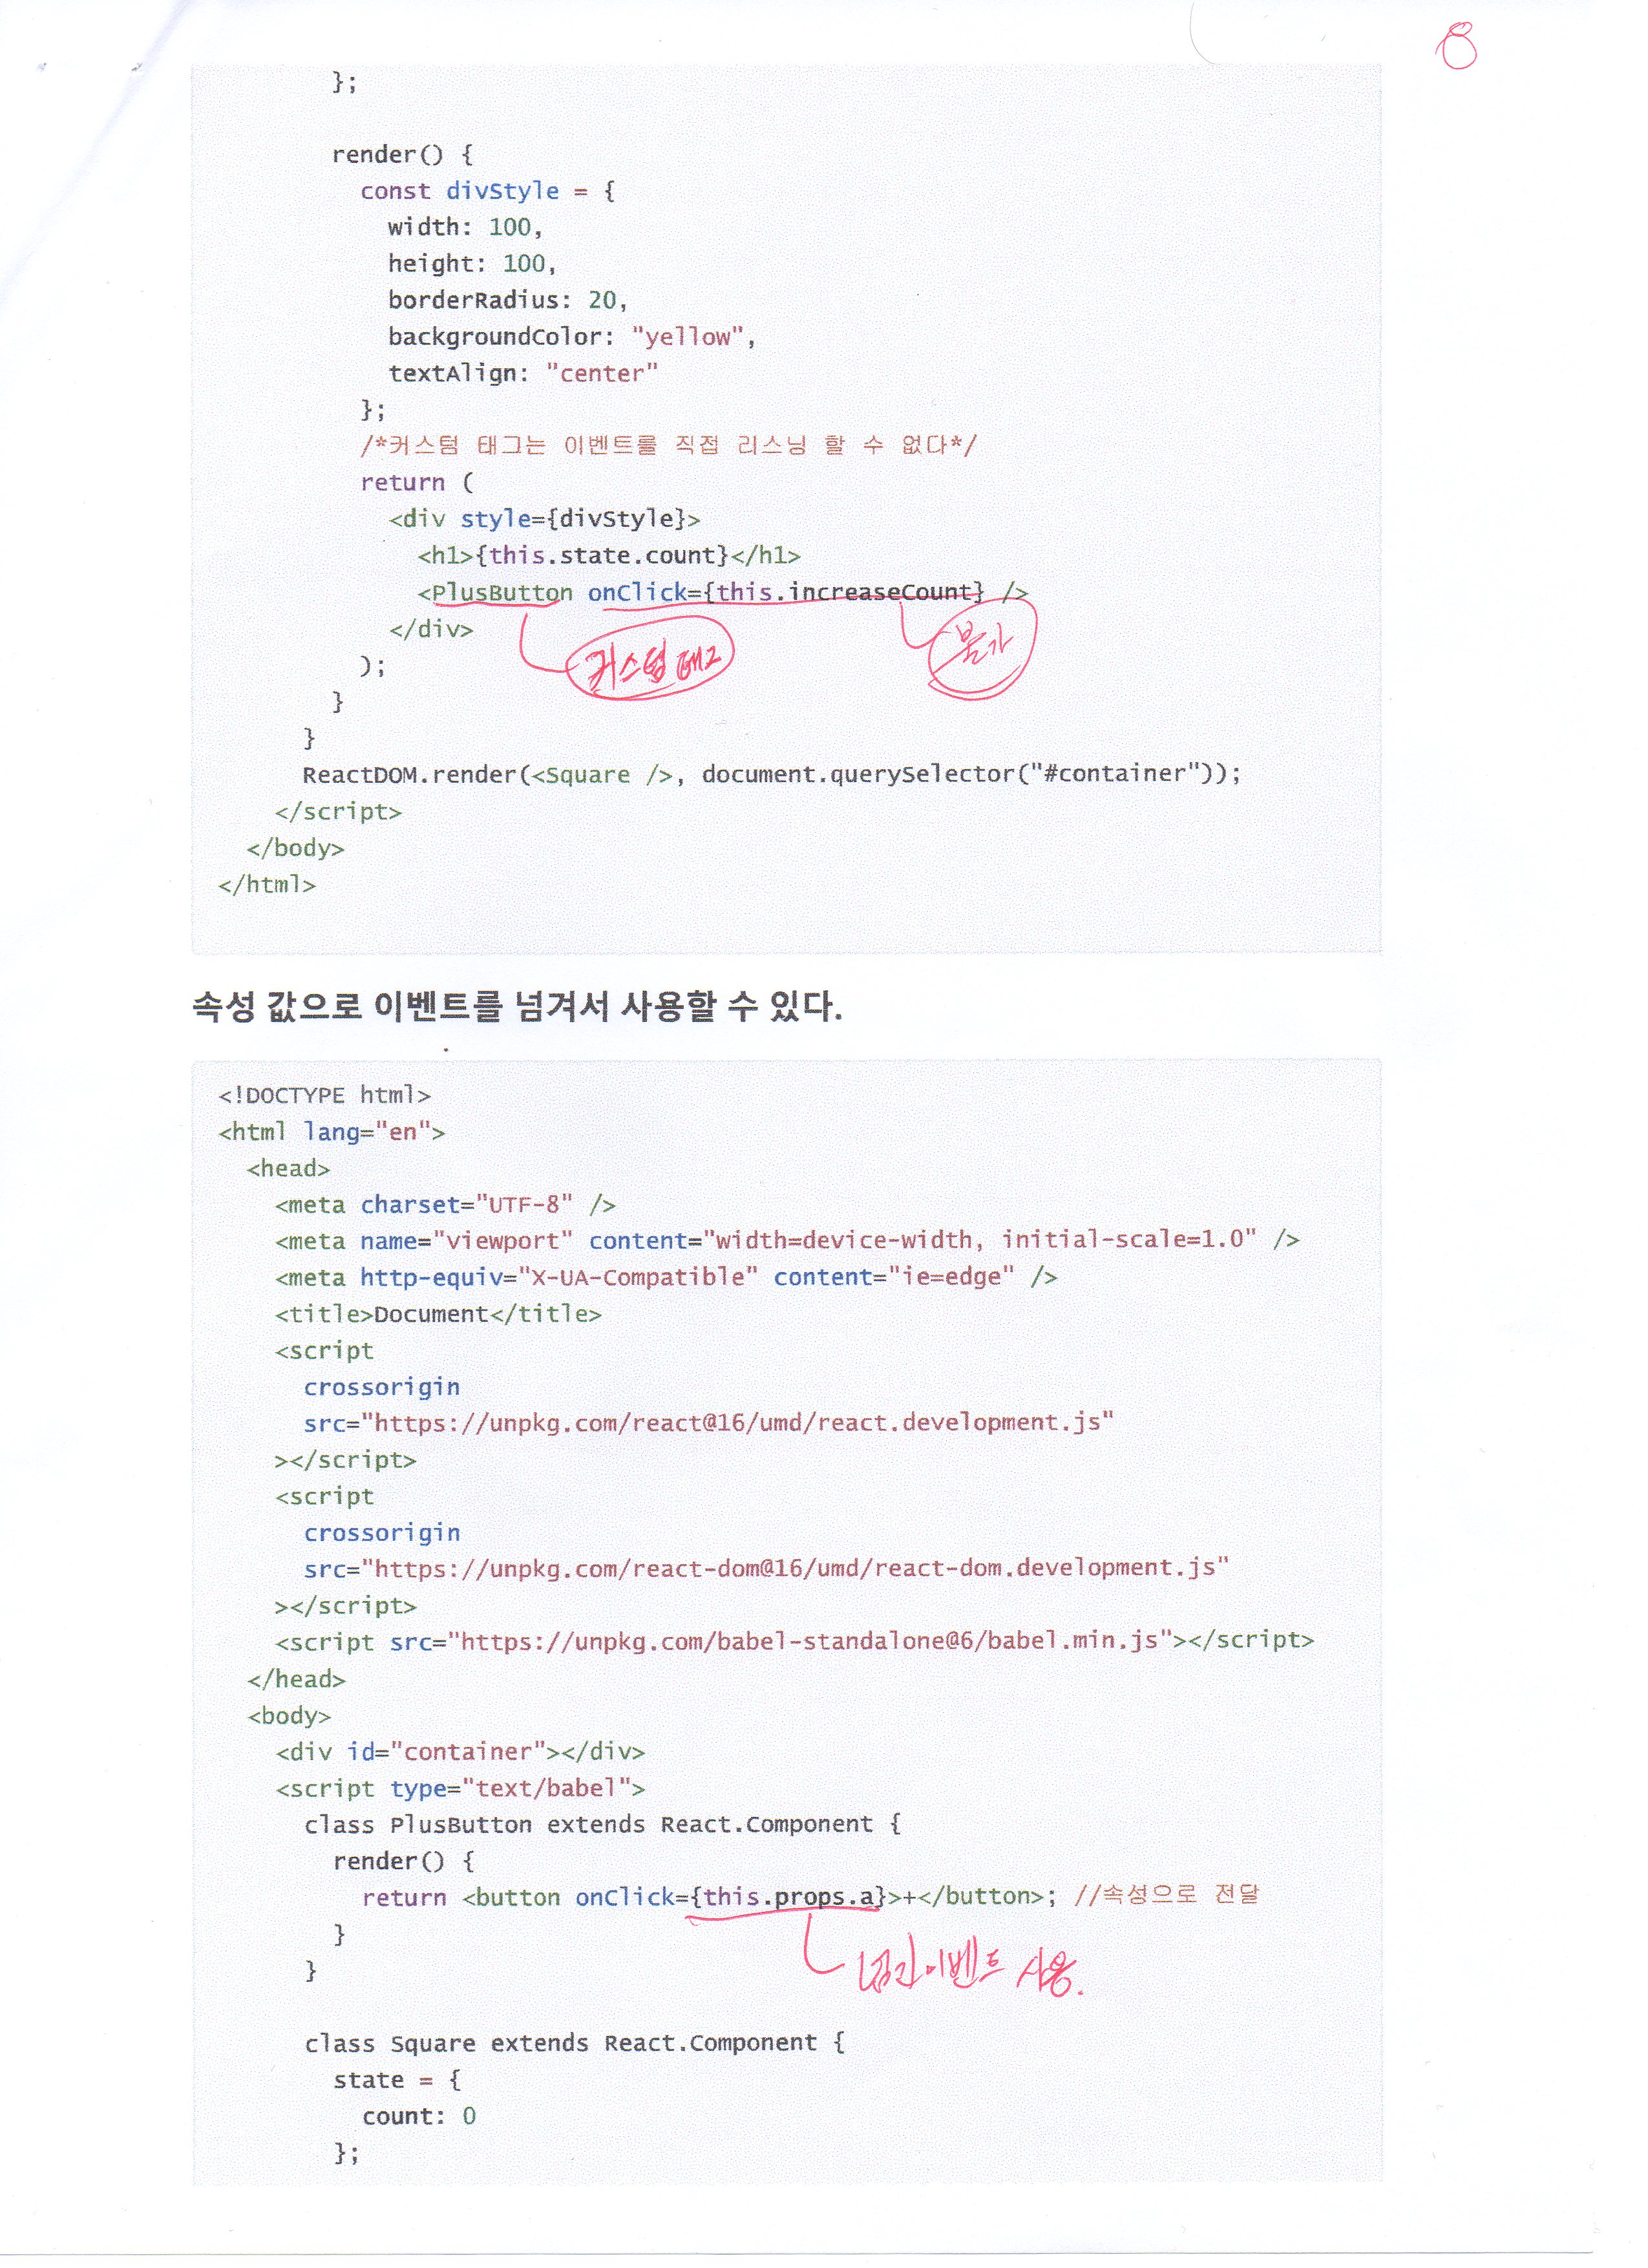 8
};
render() {
const divStyle = {
width: 100,
height: 100,
borderRadius: 20,
backgroundColor: "yellow",
textAlign: "center"
};
/*커스텀 태그는 이벤트를 직접 리스닝 할 수 없다*/
return (
<div style={divStyle}>
<h1>{this.state.count}</h1>
<PlusButton onClick={this.increaseCount} />
</div>
커스텀 태그
불가
);
}
}
ReactDOM.render(<Square />, document.querySelector("#container"));
</script>
</body>
</html>
속성 값으로 이벤트를 넘겨서 사용할 수 있다.
<!DOCTYPE html>
<html lang="en">
<head>
<meta charset="UTF-8" />
<meta name="viewport" content="width=device-width, initial-scale=1.0" />
<meta http-equiv="X-UA-Compatible" content="ie=edge" />
<title>Document</title>
<script
crossorigin
src="https://unpkg.com/react@16/umd/react.development.js"
></script>
<script
crossorigin
src="https://unpkg.com/react-dom@16/umd/react-dom.development.js"
></script>
<script src="https://unpkg.com/babel-standalone@6/babel.min.js"></script>
</head>
<body>
<div id="container"></div>
<script type="text/babel">
class PlusButton extends React.Component {
render() {
return <button onClick={this.props.a}>+</button>; //속성으로 전달
}
}
이벤트 사용.
class Square extends React.Component {
state = {
count: 0
};